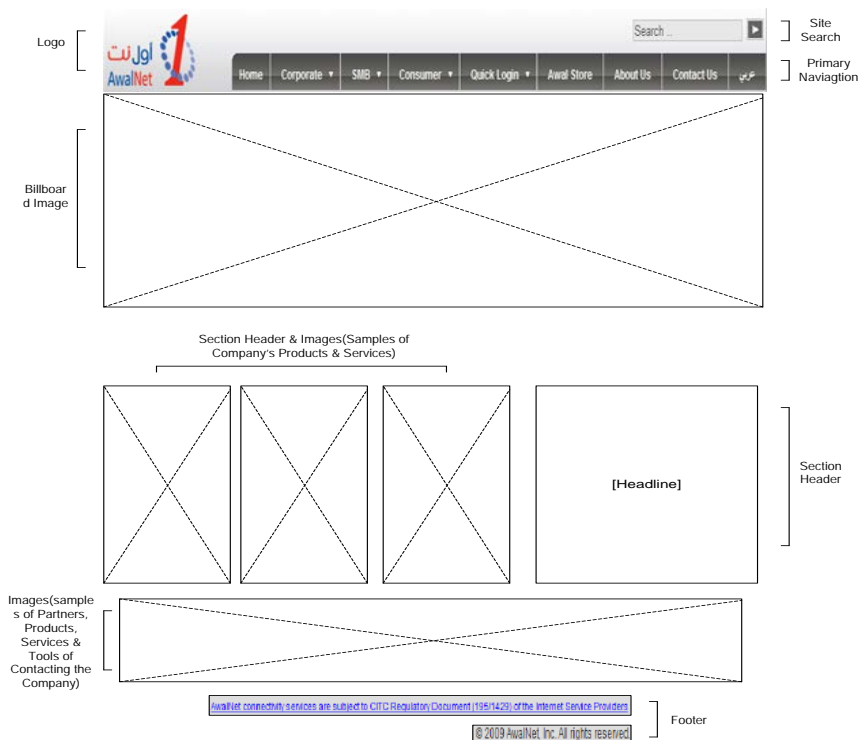 Logo
اول نت
AwalNet
1
Search ...
Site
Search
Home Corporate SMB Consumer Quick Login Awal Store About Us Contact Us عربي
Primary
Naviagtion
Billboar
d Image
Section Header & Images(Samples of
Company's Products & Services)
[Headline]
Section
Header
Images(sample
s of Partners,
Products,
Services &
Tools of
Contacting the
Company)
AwalNet connectivity services are subject to CITC Regulatory Document (195/1429) of the Internet Service Providers
© 2009 AwalNet, Inc. All rights reserved.
Footer